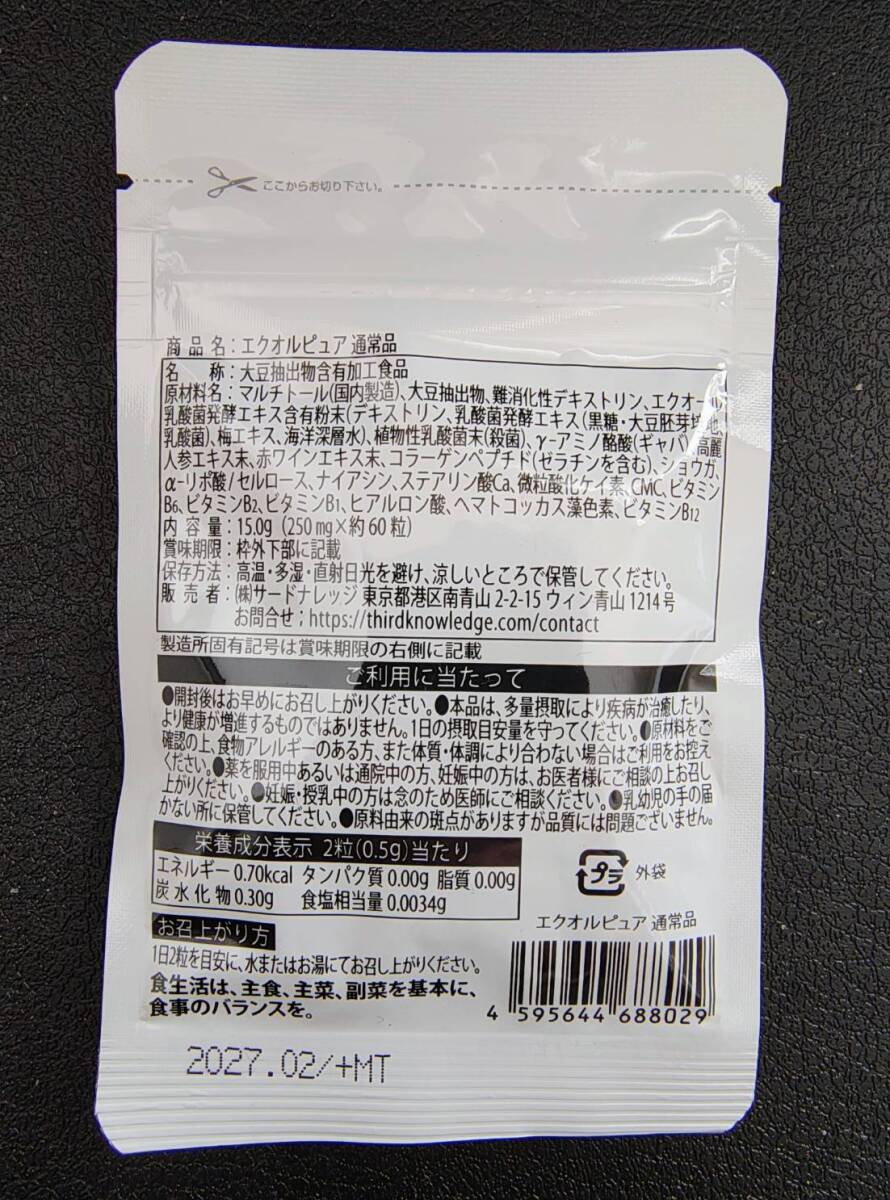 ここからお切り下さい。
商品名：エクオルピュア 通常品
名 称：大豆抽出物含有加工食品
原材料名：マルチトール(国内製造)、大豆抽出物、難消化性デキストリン、エクオール
乳酸菌発酵エキス含有粉末(デキストリン、乳酸菌発酵エキス(黒糖・大豆胚芽培地、
乳酸菌)、梅エキス、海洋深層水)、植物性乳酸菌末(殺菌)、γ-アミノ酪酸(ギャバ)、高麗
人参エキス末、赤ワインエキス末、コラーゲンペプチド(ゼラチンを含む)、ショウガ、
α-リポ酸/セルロース、ナイアシン、ステアリン酸Ca、微粒酸化ケイ素、CMC、ビタミン
B6、ビタミンB2、ビタミンB1、ヒアルロン酸、ヘマトコッカス藻色素、ビタミンB12
内容量：15.0g (250mg×約60粒)
賞味期限：枠外下部に記載
保存方法：高温・多湿・直射日光を避け、涼しいところで保管してください。
販売者：㈱サードナレッジ 東京都港区南青山 2-2-15 ウィン青山 1214号
お問合せ；https://thirdknowledge.com/contact
製造所固有記号は賞味期限の右側に記載
ご利用に当たって
●開封後はお早めにお召し上がりください。●本品は、多量摂取により疾病が治癒したり、
より健康が増進するものではありません。1日の摂取目安量を守ってください。●原材料をご
確認の上、食物アレルギーのある方、また体質・体調により合わない場合はご利用をお控え
ください。●薬を服用中あるいは通院中の方、妊娠中の方は、お医者様にご相談の上お召し
上がりください。●妊娠・授乳中の方は念のため医師にご相談ください。●乳幼児の手の届
かない所に保管してください。●原料由来の斑点がありますが品質には問題ございません。
栄養成分表示 2粒(0.5g)当たり
エネルギー 0.70kcal タンパク質 0.00g 脂質 0.00g
炭水化物 0.30g 食塩相当量 0.0034g
プラ 外袋
エクオルピュア 通常品
お召上がり方
1日2粒を目安に、水またはお湯にてお召し上がりください。
食生活は、主食、主菜、副菜を基本に、
食事のバランスを。
4 595644 688029
2027.02/+MT